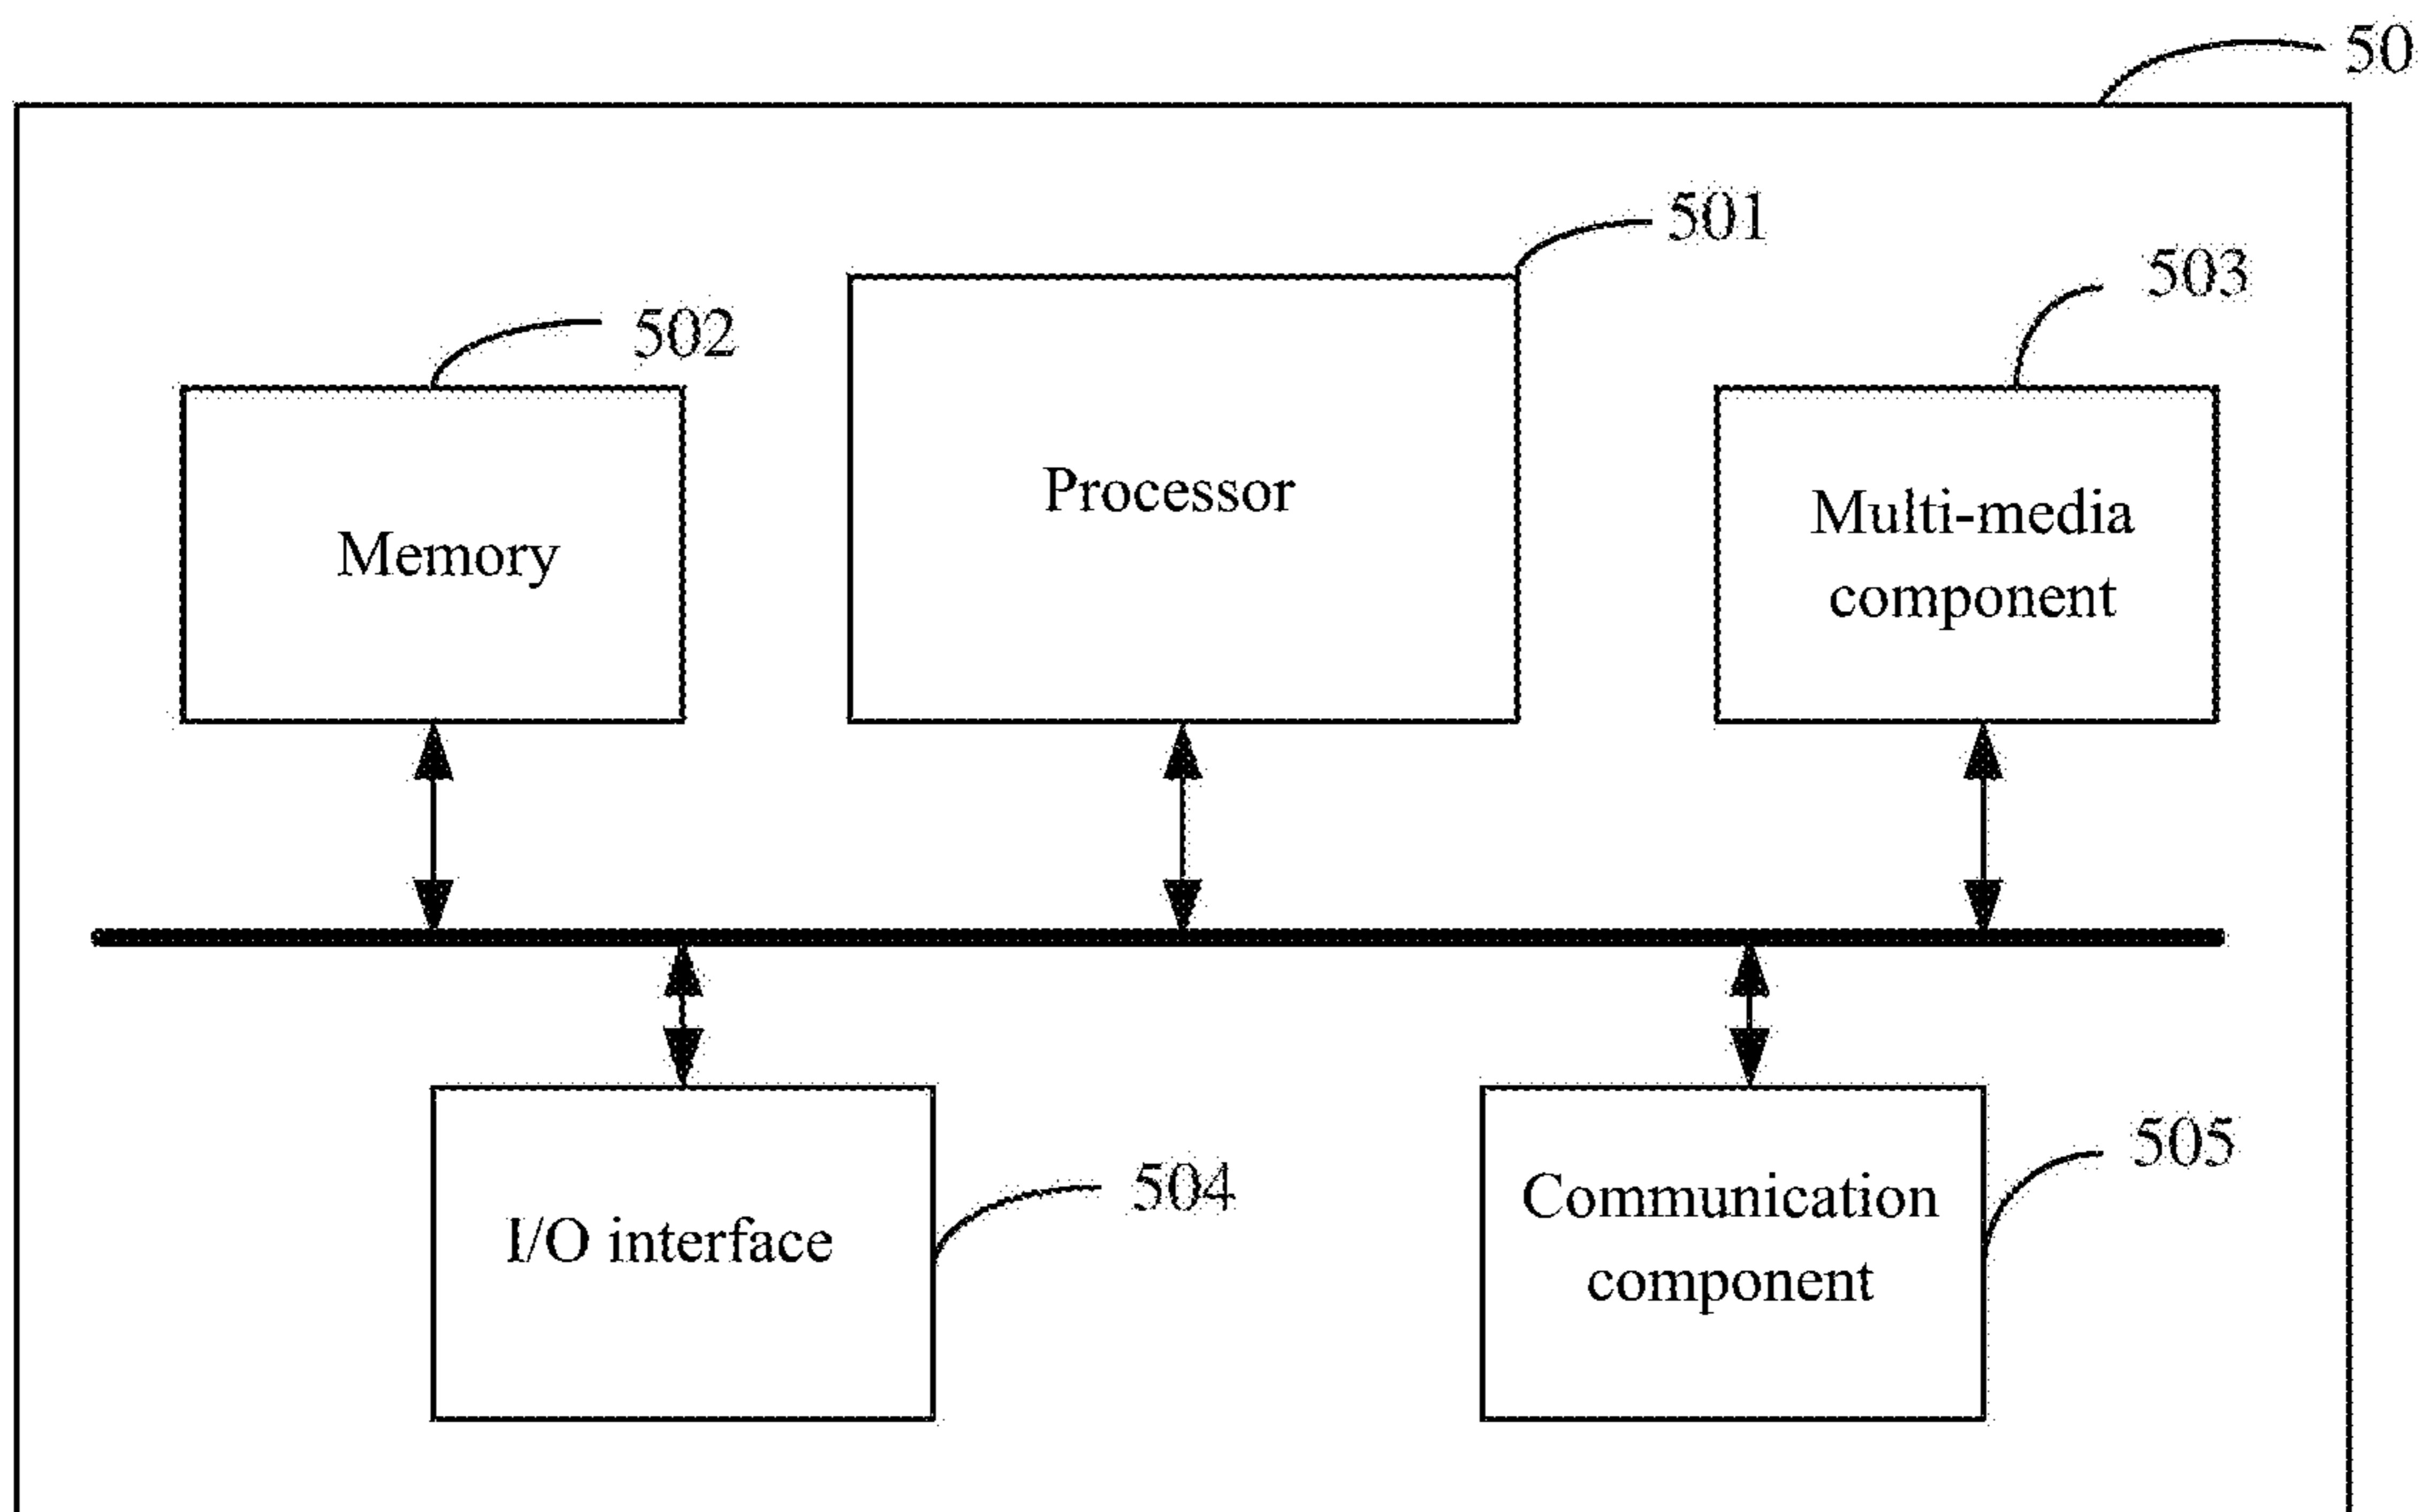 50
501
503
502
Processor
Multi-media
component
Memory
504
505
I/O interface
Communication
component